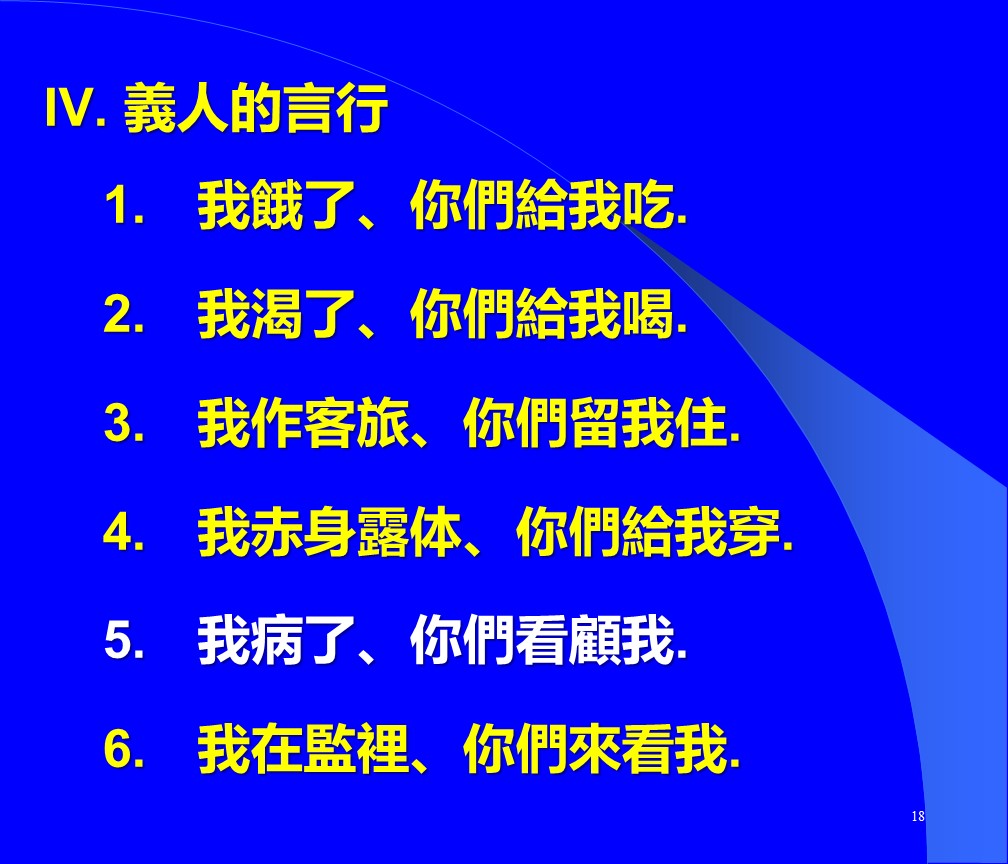 IV. 義人的言行
1. 我餓了、你們給我吃.
2. 我渴了、你們給我喝.
3. 我作客旅、你們留我住.
4. 我赤身露体、你們給我穿.
5. 我病了、你們看顧我.
6. 我在監裡、你們來看我.
18